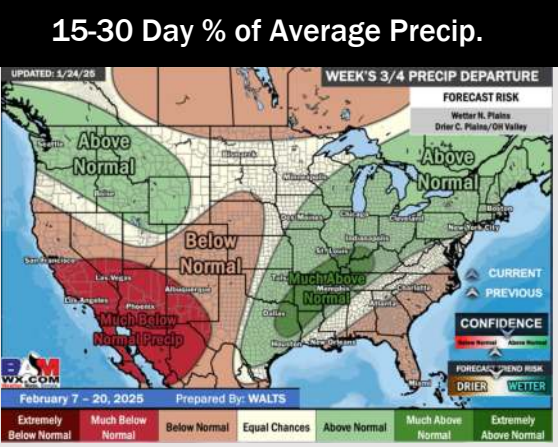 15-30 Day % of Average Precip.
UPDATED: 1/24/25
WEEK'S 3/4 PRECIP DEPARTURE
FORECAST RISK
Wetter N. Plains
Drier C. Plains/OH Valley
Above
Normal
Seattle
Boise
Bismarck
Minneapolis
Above
Normal
Boston
New York City
Des Moines
Chicago
Cleveland
Indianapolis
St. Louis
Below
Normal
San Francisco
Las Vegas
Los Angeles
Albuquerque
Phoenix
Much Below
Normal Precip
Much Above
Normal
Memphis
Charlotte
Atlanta
Dallas
Houston
New Orleans
Miami
CURRENT
PREVIOUS
CONFIDENCE
Below Normal
Above Normal
FORECAST TREND RISK
DRIER
WETTER
BAM
WX.COM
February 7 – 20, 2025
Prepared By: WALTS
Extremely
Below Normal
Much Below
Normal
Below Normal
Equal Chances
Above Normal
Much Above
Normal
Extremely
Above Normal